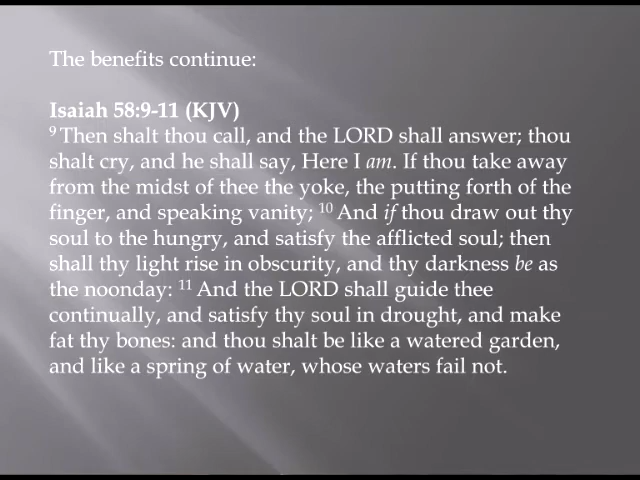 The benefits continue:
Isaiah 58:9-11 (KJV)
9 Then shalt thou call, and the LORD shall answer; thou
shalt cry, and he shall say, Here I am. If thou take away
from the midst of thee the yoke, the putting forth of the
finger, and speaking vanity; 10 And if thou draw out thy
soul to the hungry, and satisfy the afflicted soul; then
shall thy light rise in obscurity, and thy darkness be as
the noonday: 11 And the LORD shall guide thee
continually, and satisfy thy soul in drought, and make
fat thy bones: and thou shalt be like a watered garden,
and like a spring of water, whose waters fail not.